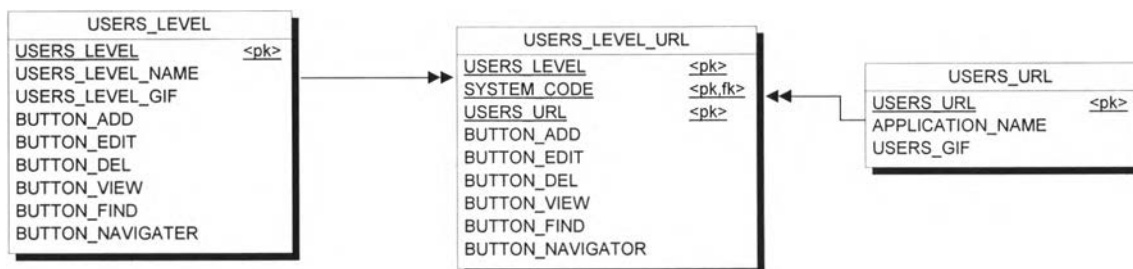 USERS_LEVEL
USERS_LEVEL <pk>
USERS_LEVEL_NAME
USERS_LEVEL_GIF
BUTTON_ADD
BUTTON_EDIT
BUTTON_DEL
BUTTON_VIEW
BUTTON_FIND
BUTTON_NAVIGATER
USERS_LEVEL_URL
USERS_LEVEL <pk>
SYSTEM_CODE <pk,fk>
USERS_URL <pk>
BUTTON_ADD
BUTTON_EDIT
BUTTON_DEL
BUTTON_VIEW
BUTTON_FIND
BUTTON_NAVIGATOR
USERS_URL
USERS_URL <pk>
APPLICATION_NAME
USERS_GIF